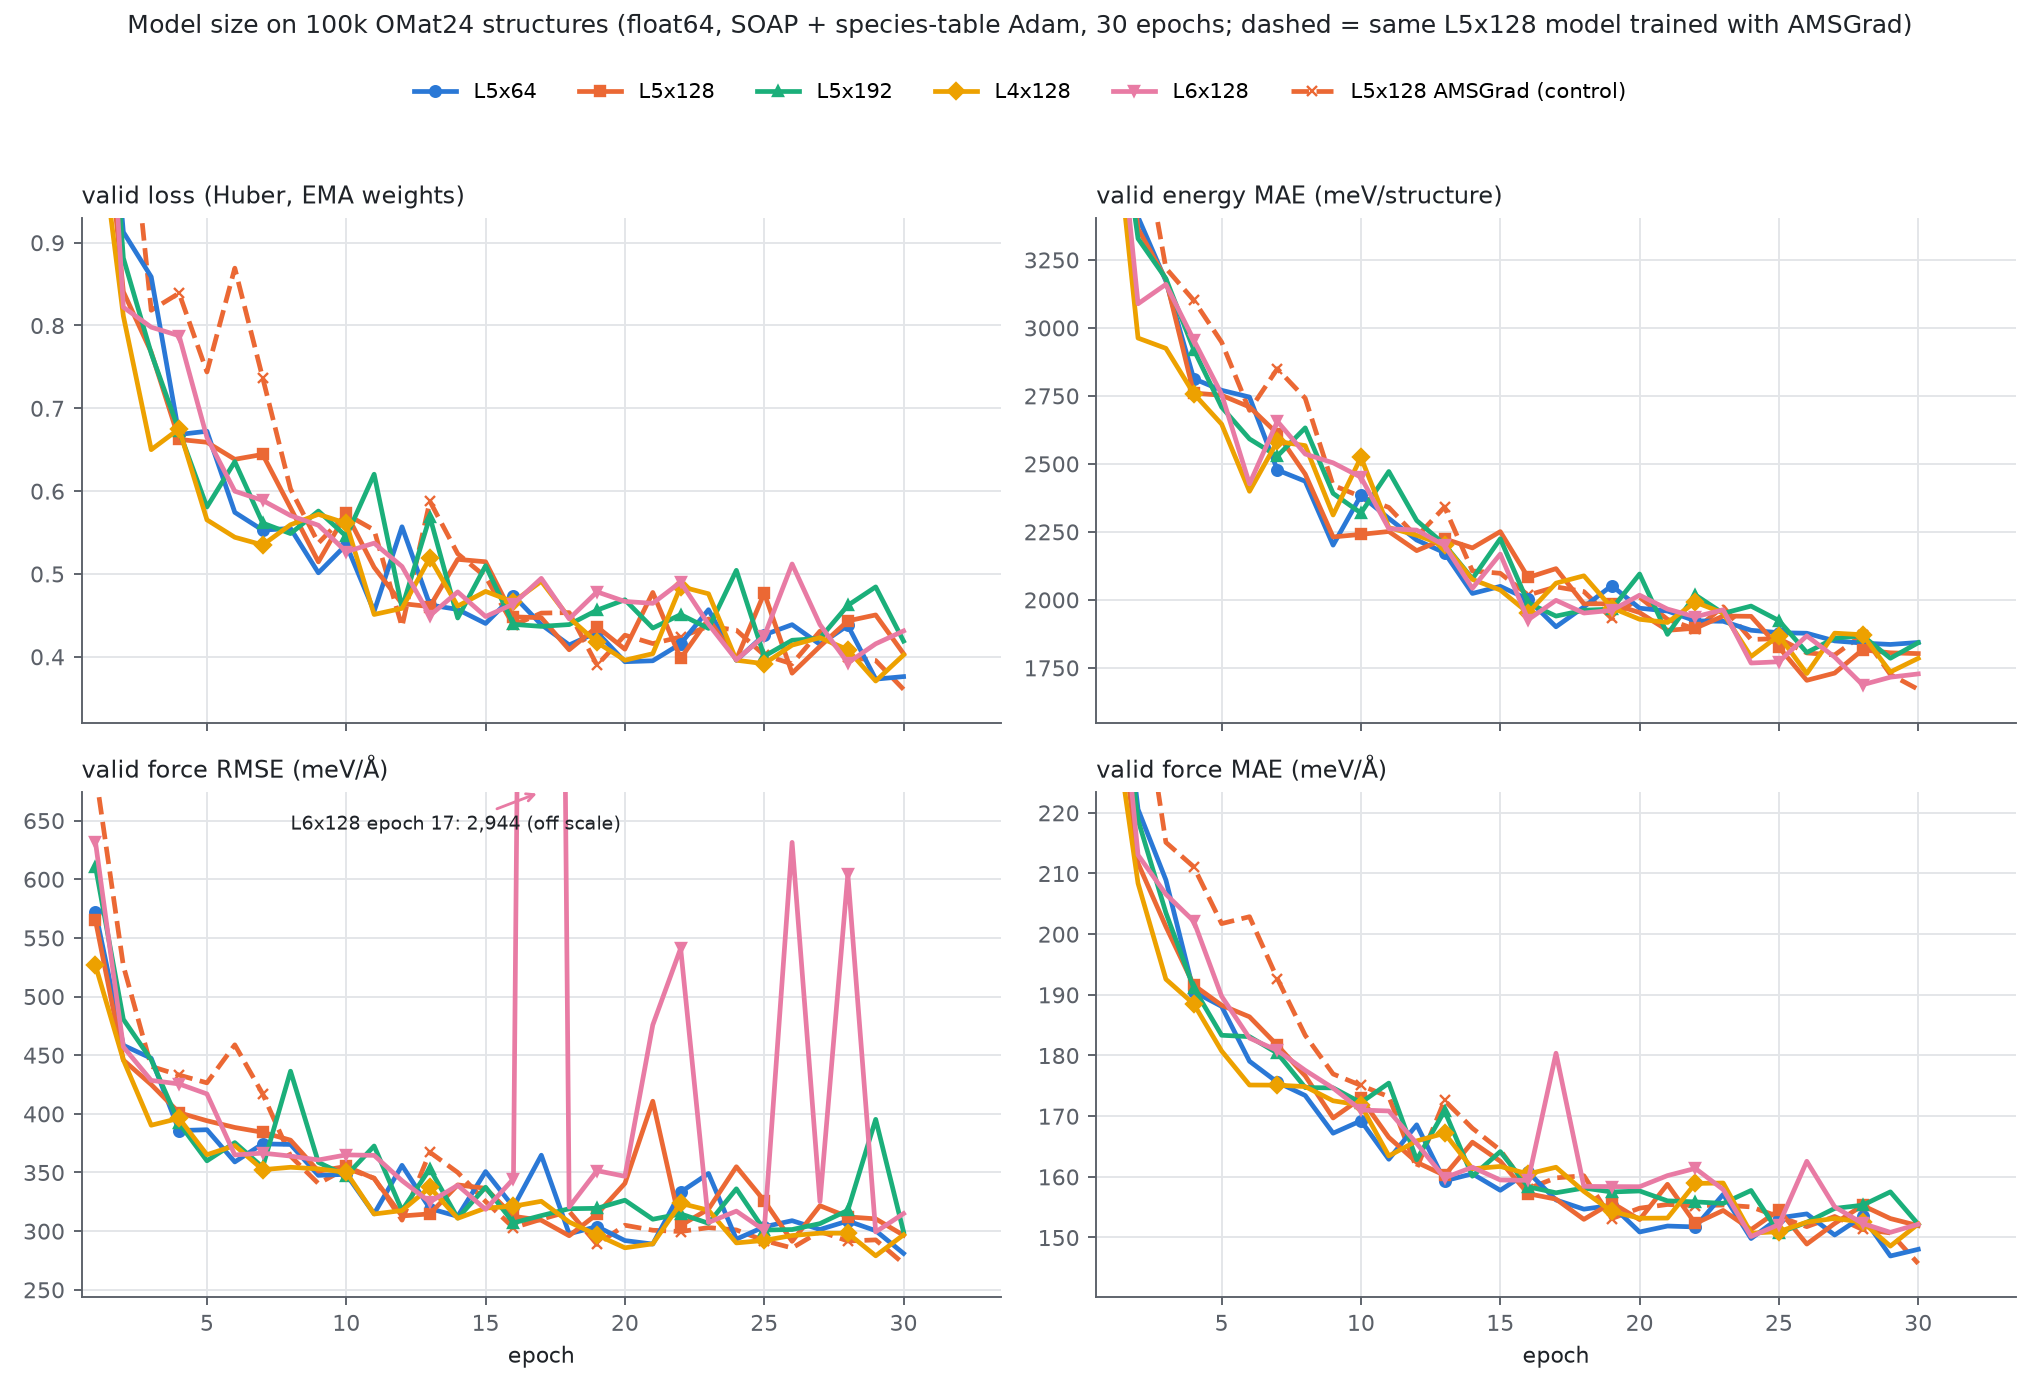 Model size on 100k OMat24 structures (float64, SOAP + species-table Adam, 30 epochs; dashed = same L5x128 model trained with AMSGrad)
L5x64 L5x128 L5x192 L4x128 L6x128 L5x128 AMSGrad (control)
valid loss (Huber, EMA weights)
0.9
0.8
0.7
0.6
0.5
0.4
valid energy MAE (meV/structure)
3250
3000
2750
2500
2250
2000
1750
valid force RMSE (meV/Å)
L6x128 epoch 17: 2,944 (off scale)
650
600
550
500
450
400
350
300
250
5 10 15 20 25 30
epoch
valid force MAE (meV/Å)
220
210
200
190
180
170
160
150
5 10 15 20 25 30
epoch